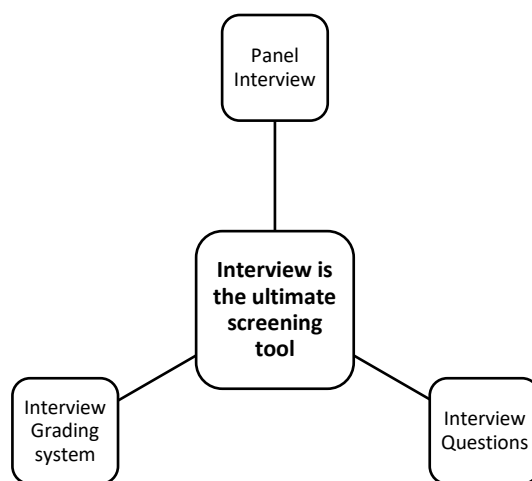 Panel
Interview
Interview is
the ultimate
screening
tool
Interview
Grading
system
Interview
Questions